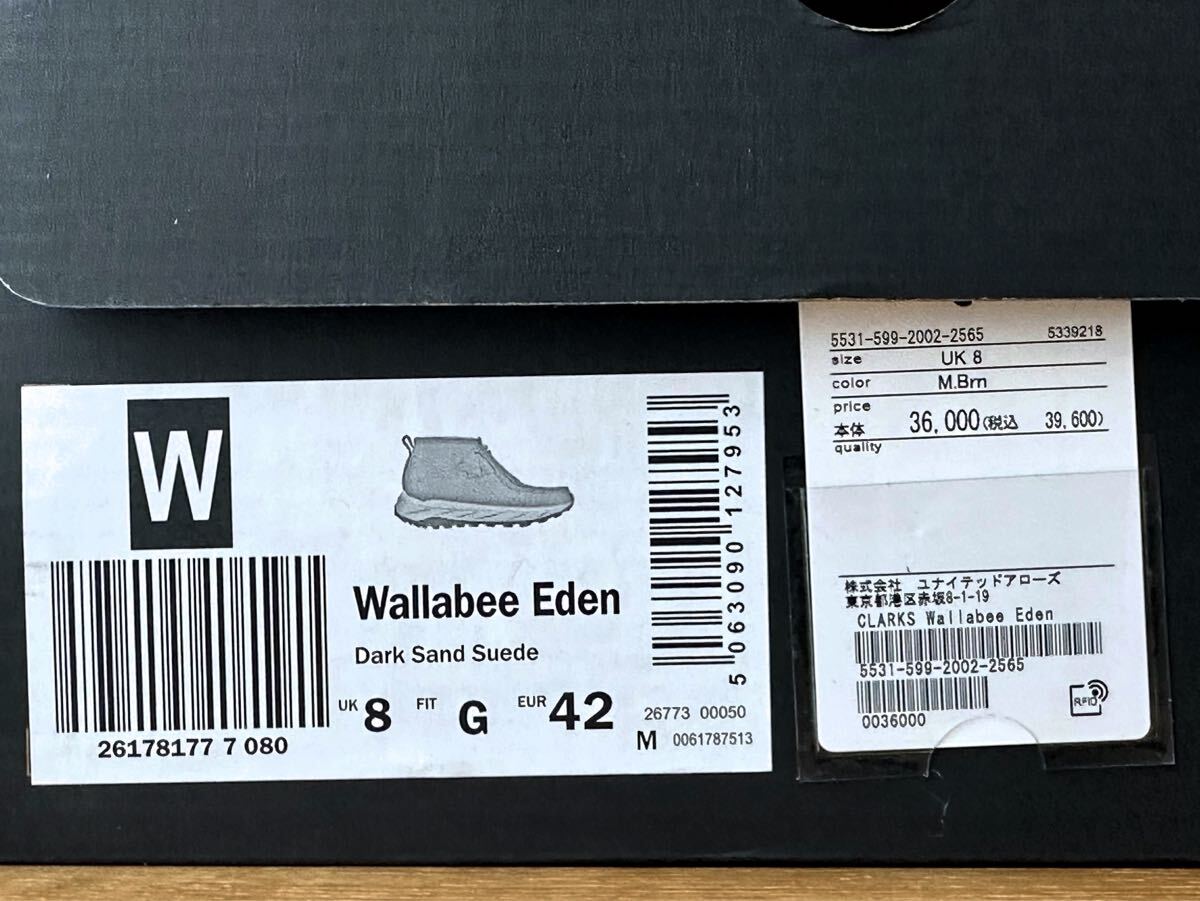 W
26178177 7 080
Wallabee Eden
Dark Sand Suede
UK 8 FIT G EUR 42
5 063090 127953
26773 00050
M 0061787513
5531-599-2002-2565 5339218
size UK 8
color M.Brn
price
本体 36,000(税込 39,600)
quality
株式会社 ユナイテッドアローズ
東京都港区赤坂8-1-19
CLARKS Wallabee Eden
5531-599-2002-2565
0036000
RFID